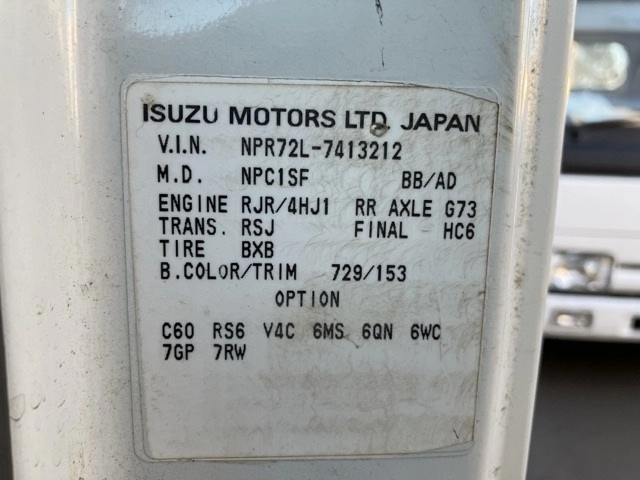 ISUZU MOTORS LTD. JAPAN
V.I.N. NPR72L-7413212
M.D. NPC1SF BB/AD
ENGINE RJR/4HJ1 RR AXLE G73
TRANS. RSJ FINAL HC6
TIRE BXB
B.COLOR/TRIM 729/153
OPTION
C60 RS6 V4C 6MS 6QN 6WC
7GP 7RW